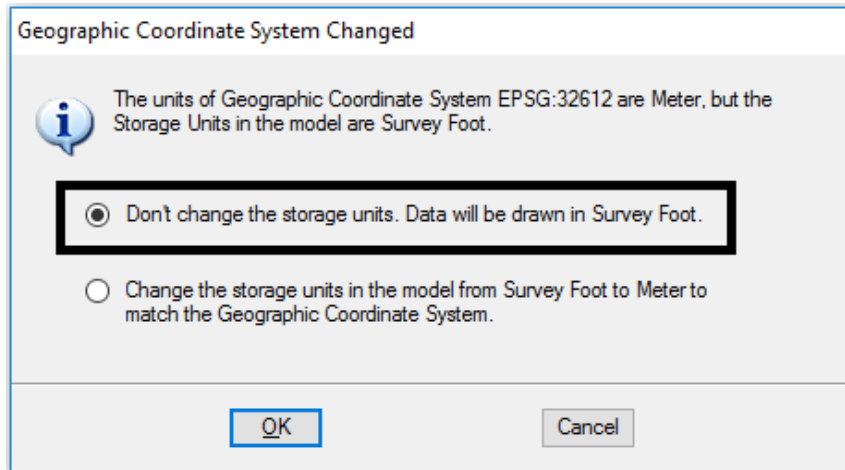 Geographic Coordinate System Changed
The units of Geographic Coordinate System EPSG:32612 are Meter, but the
Storage Units in the model are Survey Foot.
Don't change the storage units. Data will be drawn in Survey Foot.
Change the storage units in the model from Survey Foot to Meter to
match the Geographic Coordinate System.
OK Cancel